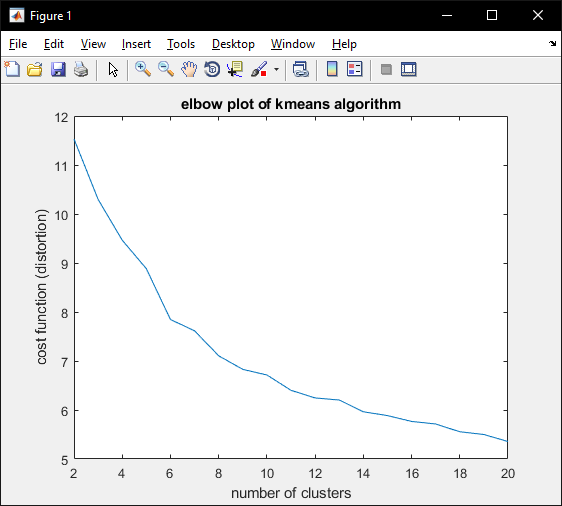 Figure 1
File Edit View Insert Tools Desktop Window Help
elbow plot of kmeans algorithm
12
11
10
9
8
7
6
5
cost function (distortion)
2 4 6 8 10 12 14 16 18 20
number of clusters